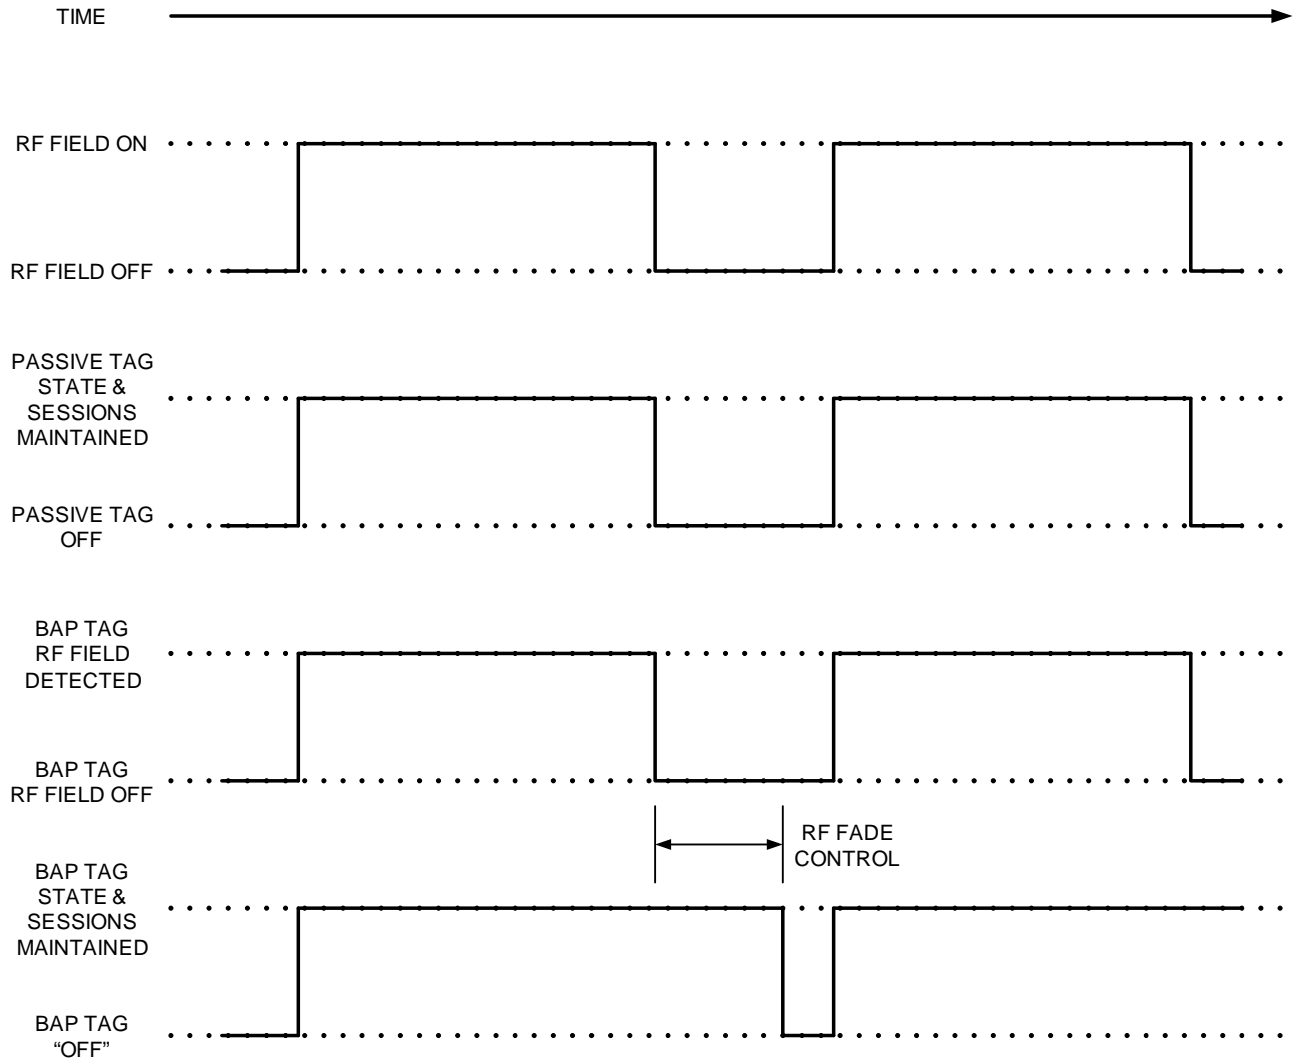 TIME
RF FIELD ON
RF FIELD OFF
PASSIVE TAG
STATE &
SESSIONS
MAINTAINED
PASSIVE TAG
OFF
BAP TAG
RF FIELD
DETECTED
BAP TAG
RF FIELD OFF
RF FADE
CONTROL
BAP TAG
STATE &
SESSIONS
MAINTAINED
BAP TAG
“OFF”